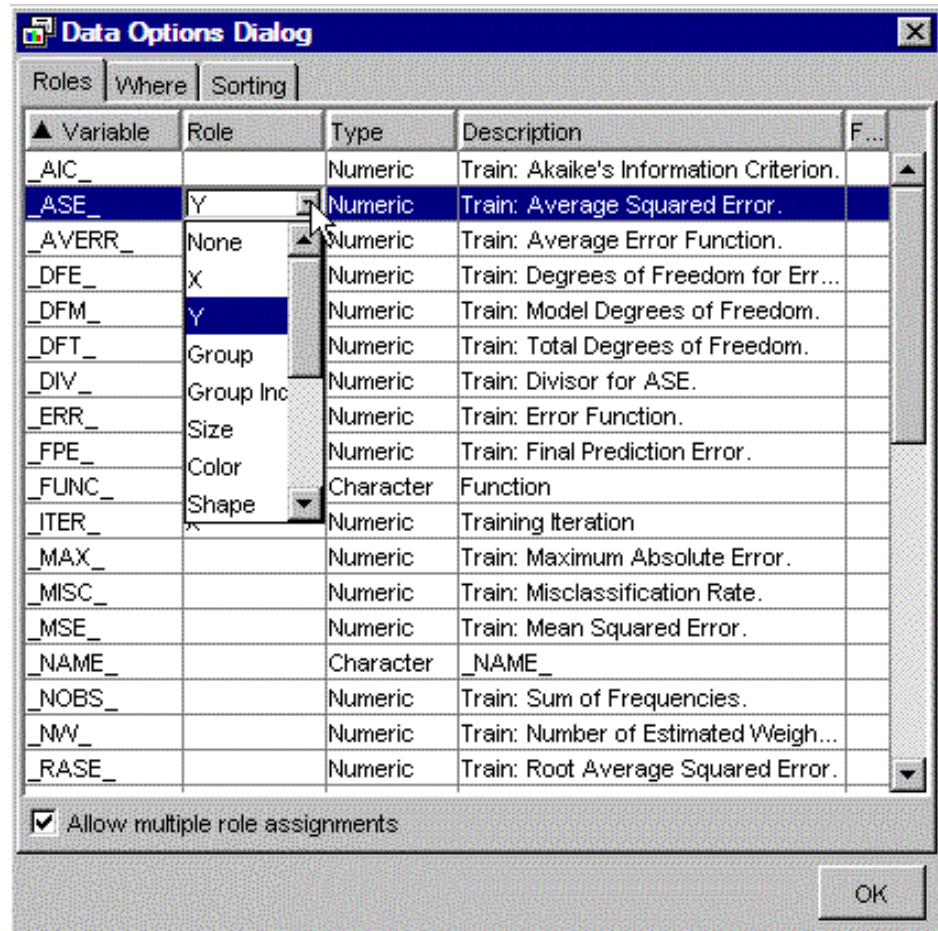 Data Options Dialog
Roles Where Sorting
▲ Variable Role Type Description F...
_AIC_ Numeric Train: Akaike's Information Criterion.
_ASE_ Y Numeric Train: Average Squared Error.
_AVERR_ None Numeric Train: Average Error Function.
_DFE_ X Numeric Train: Degrees of Freedom for Err...
_DFM_ Y Numeric Train: Model Degrees of Freedom.
_DFT_ Group Numeric Train: Total Degrees of Freedom.
_DIV_ Group Inc Numeric Train: Divisor for ASE.
_ERR_ Size Numeric Train: Error Function.
_FPE_ Color Numeric Train: Final Prediction Error.
_FUNC_ Shape Character Function
_ITER_ X Numeric Training Iteration
_MAX_ Numeric Train: Maximum Absolute Error.
_MISC_ Numeric Train: Misclassification Rate.
_MSE_ Numeric Train: Mean Squared Error.
_NAME_ Character _NAME_
_NOBS_ Numeric Train: Sum of Frequencies.
_NW_ Numeric Train: Number of Estimated Weigh...
_RASE_ Numeric Train: Root Average Squared Error.
Allow multiple role assignments
OK